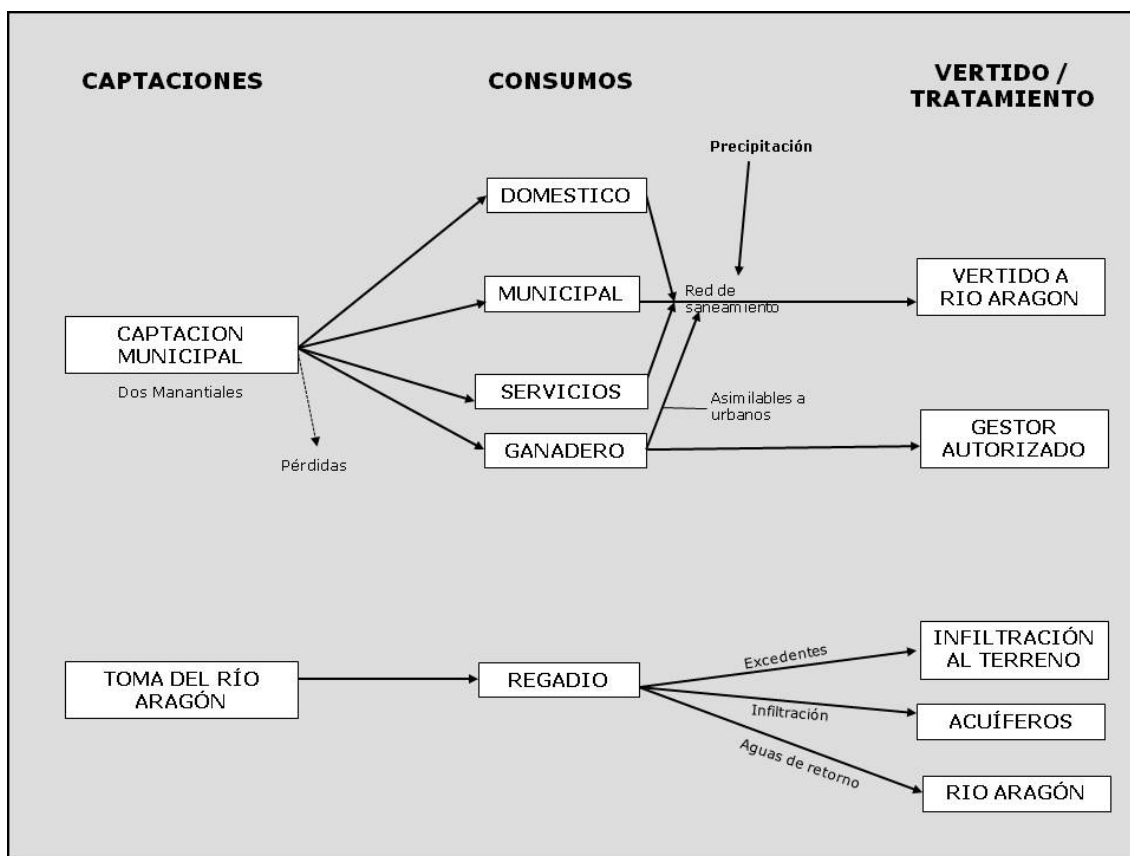 CAPTACIONES
CONSUMOS
VERTIDO /
TRATAMIENTO
Precipitación
DOMESTICO
MUNICIPAL
Red de
saneamiento
VERTIDO A
RIO ARAGON
CAPTACION
MUNICIPAL
Dos Manantiales
SERVICIOS
Asimilables a
urbanos
GANADERO
GESTOR
AUTORIZADO
Pérdidas
TOMA DEL RÍO
ARAGÓN
REGADIO
Excedentes
INFILTRACIÓN
AL TERRENO
Infiltración
ACUÍFEROS
Aguas de retorno
RIO ARAGÓN